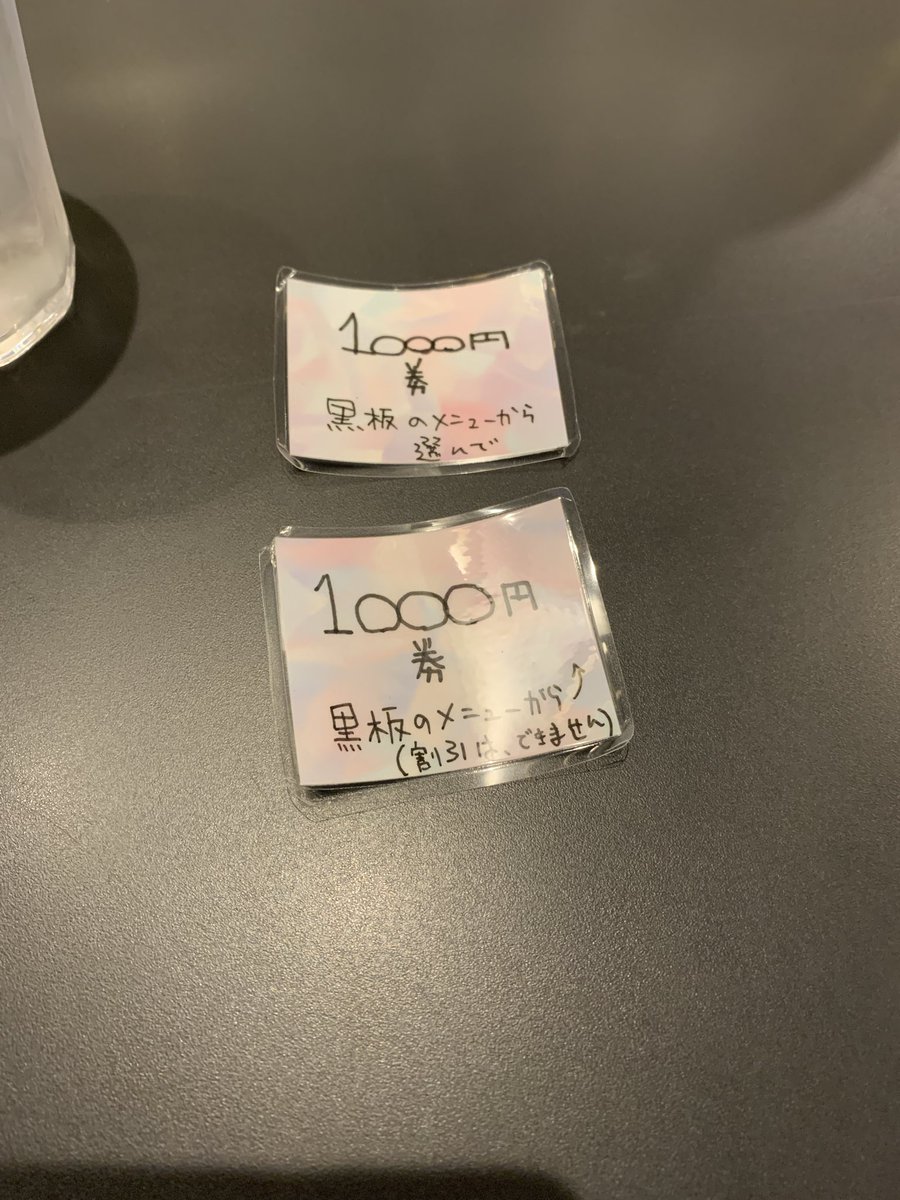 1000円
券
黒板のメニューから
選んで
1000円
券
黒板のメニューから↑
(割引は、できません)